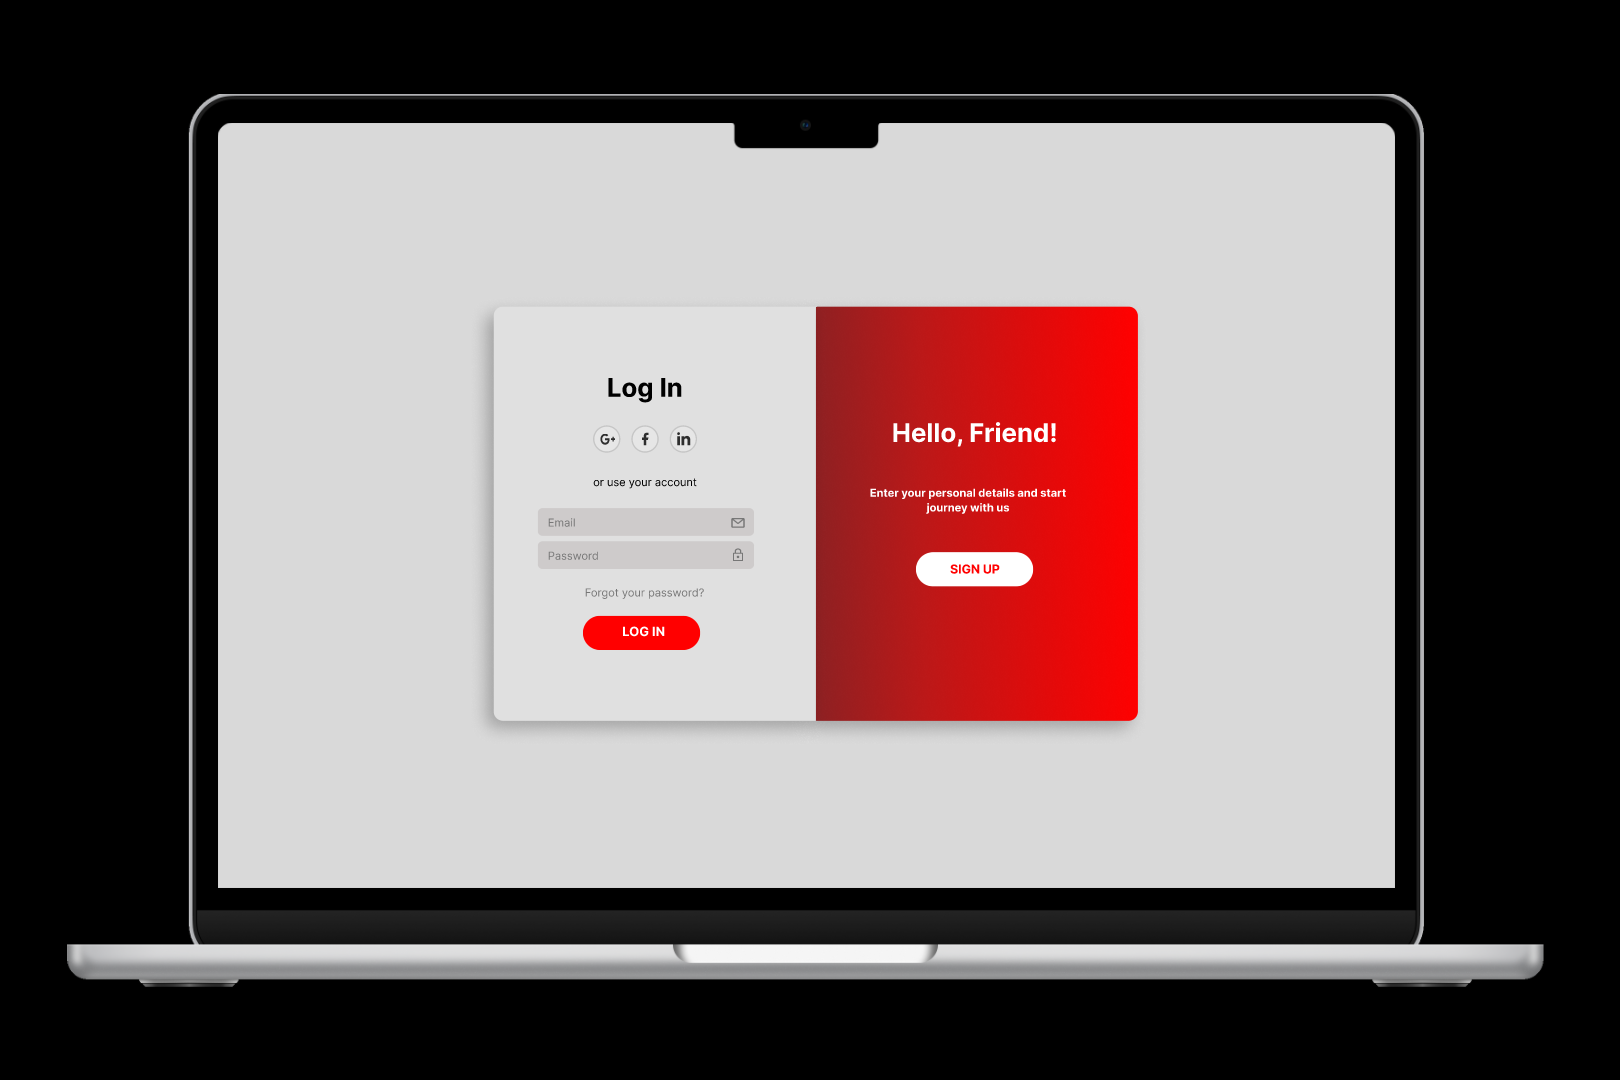 Log In
G+ f in
or use your account
Email
Password
Forgot your password?
LOG IN
Hello, Friend!
Enter your personal details and start
journey with us
SIGN UP